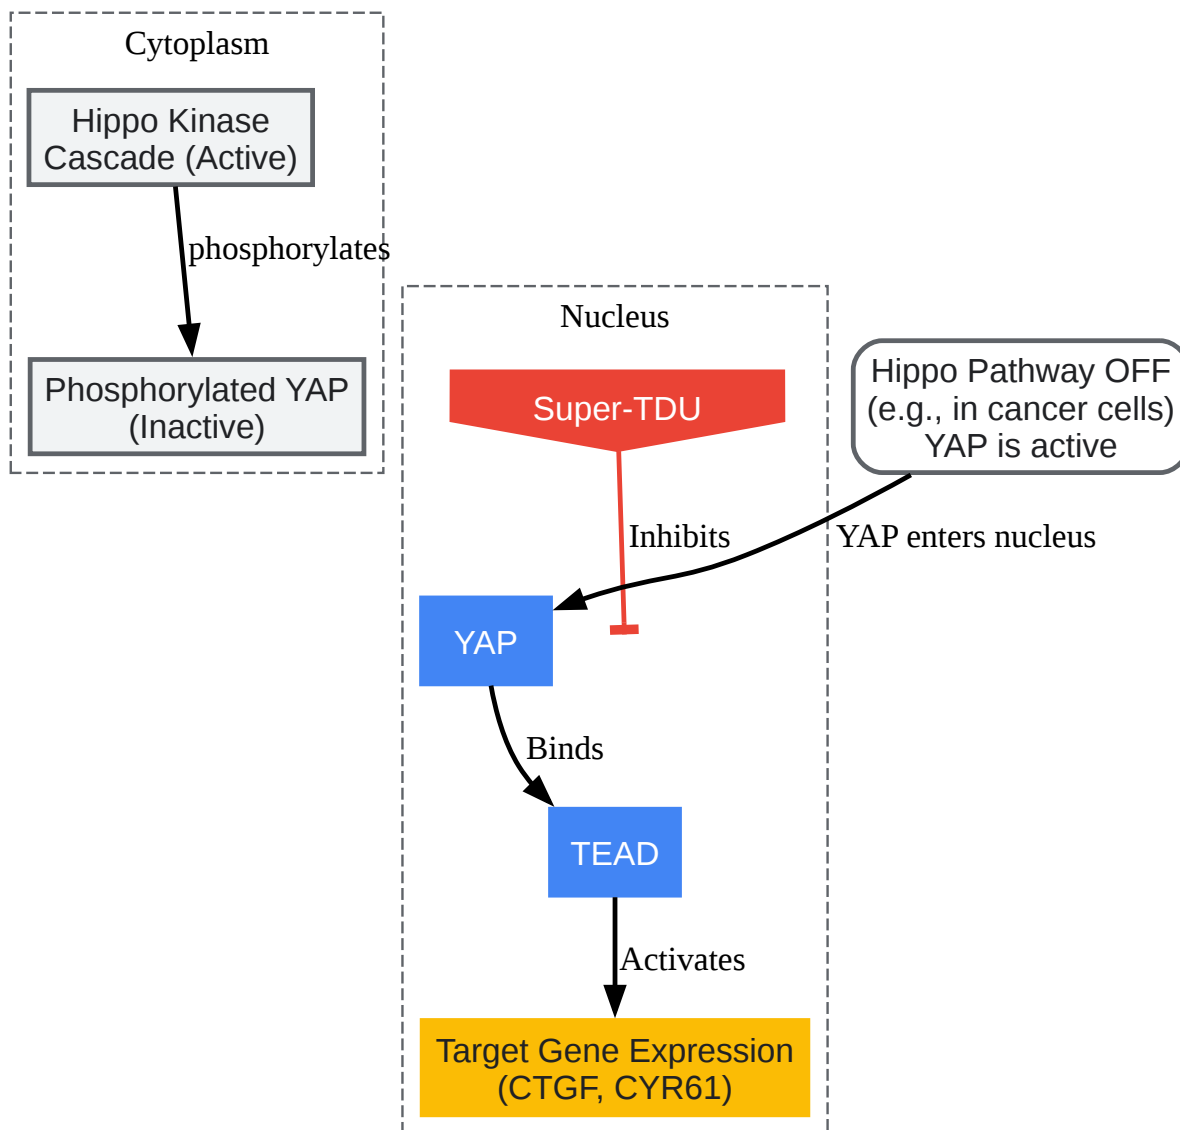 Cytoplasm
Hippo Kinase
Cascade (Active)
phosphorylates
Phosphorylated YAP
(Inactive)
Nucleus
Super-TDU
Hippo Pathway OFF
(e.g., in cancer cells)
YAP is active
Inhibits
YAP enters nucleus
YAP
Binds
TEAD
Activates
Target Gene Expression
(CTGF, CYR61)